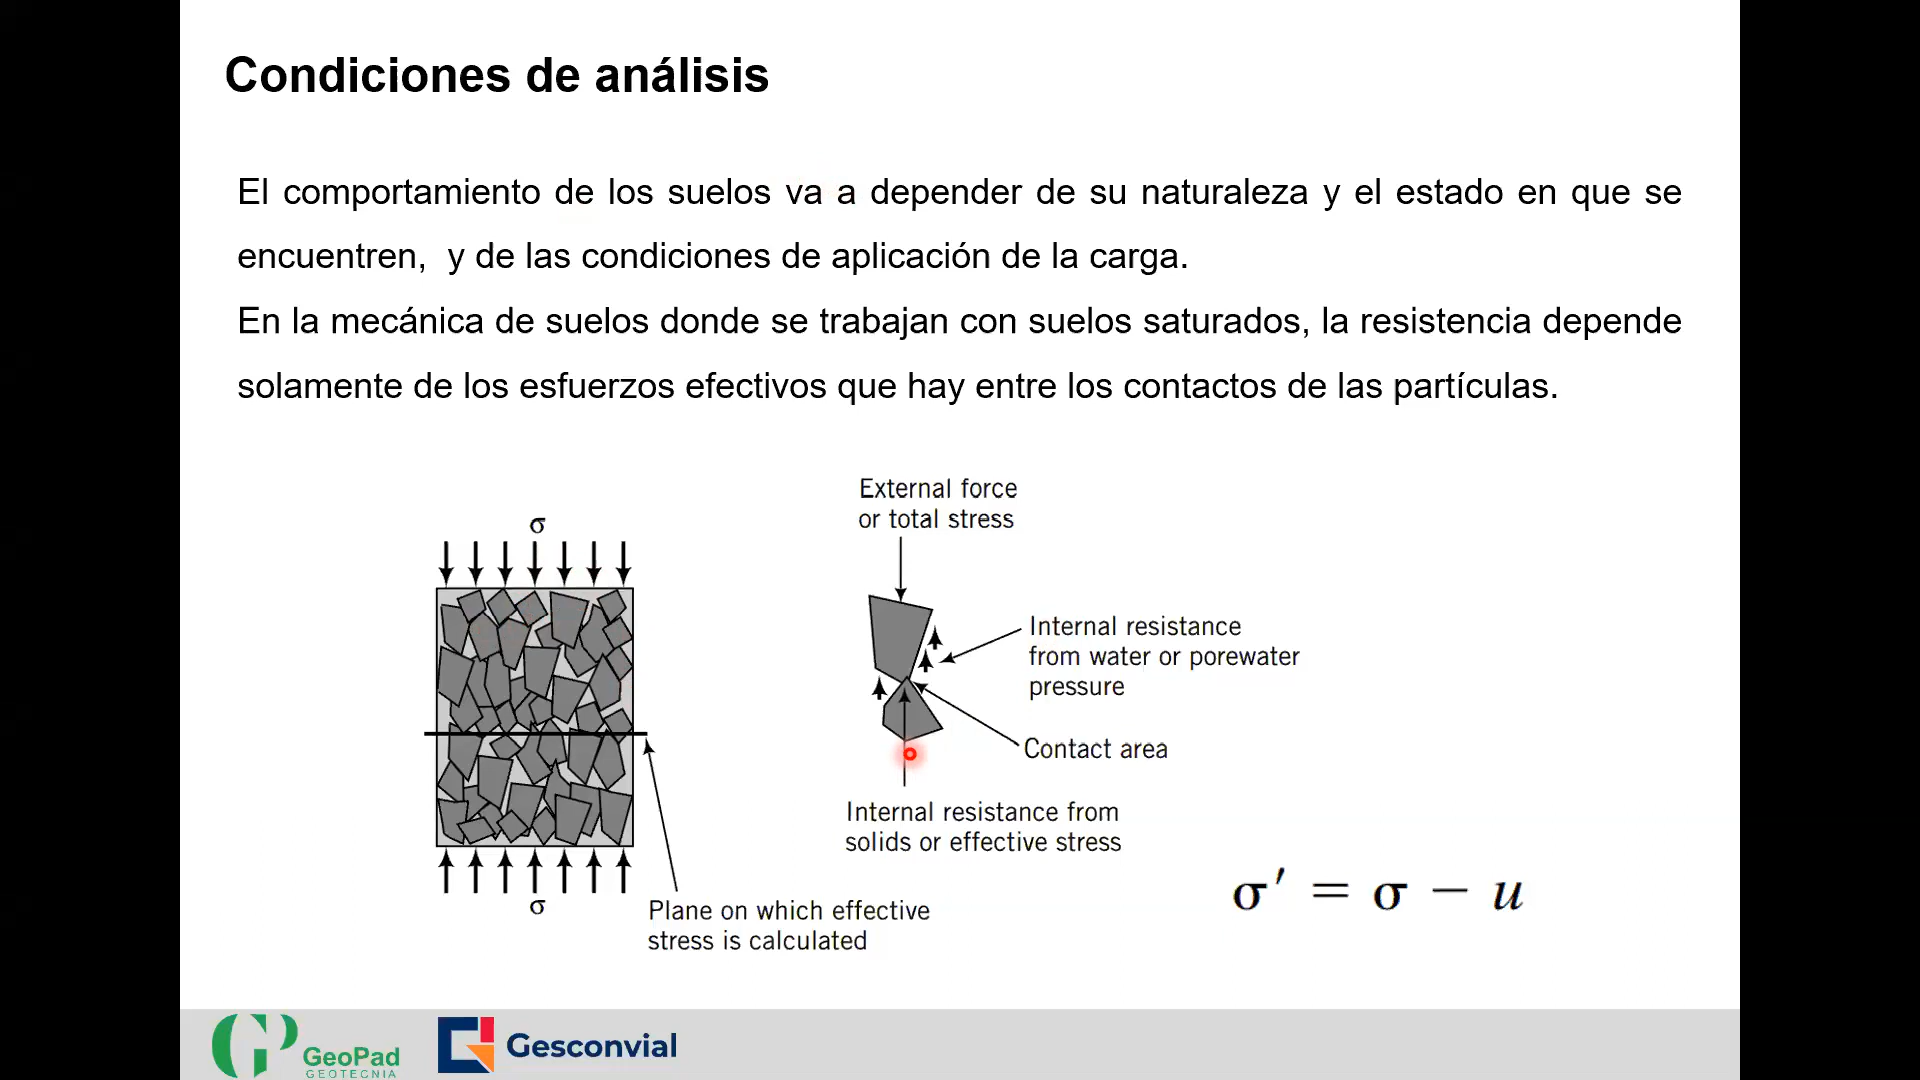 Condiciones de análisis
El comportamiento de los suelos va a depender de su naturaleza y el estado en que se
encuentren, y de las condiciones de aplicación de la carga.
En la mecánica de suelos donde se trabajan con suelos saturados, la resistencia depende
solamente de los esfuerzos efectivos que hay entre los contactos de las partículas.
σ
σ
Plane on which effective
stress is calculated
External force
or total stress
Internal resistance
from water or porewater
pressure
Contact area
Internal resistance from
solids or effective stress
σ′ = σ − u
GeoPad
GEOTECNIA
Gesconvial